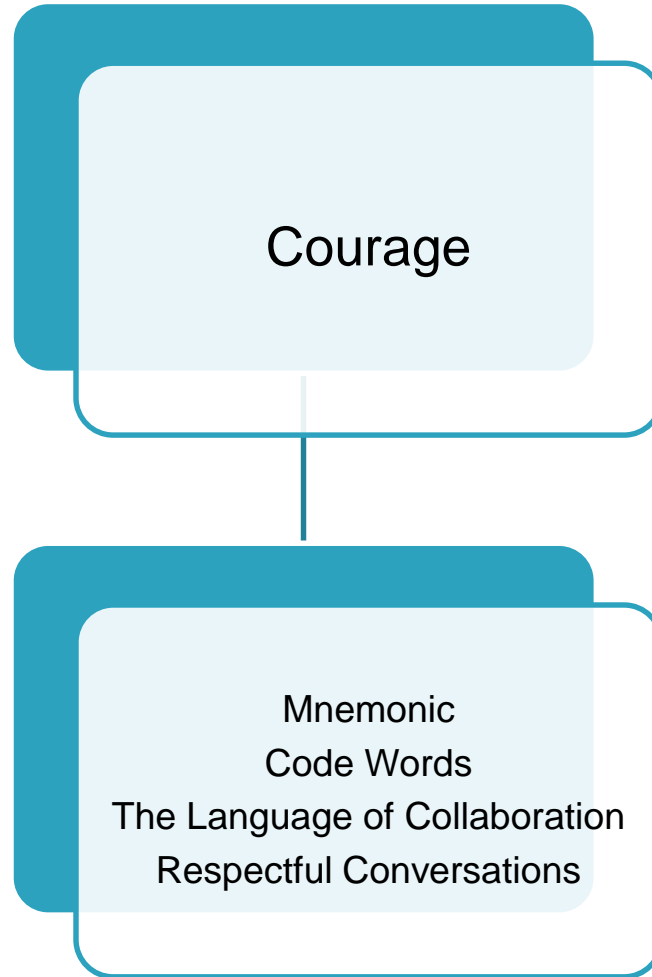 Courage
Mnemonic
Code Words
The Language of Collaboration
Respectful Conversations